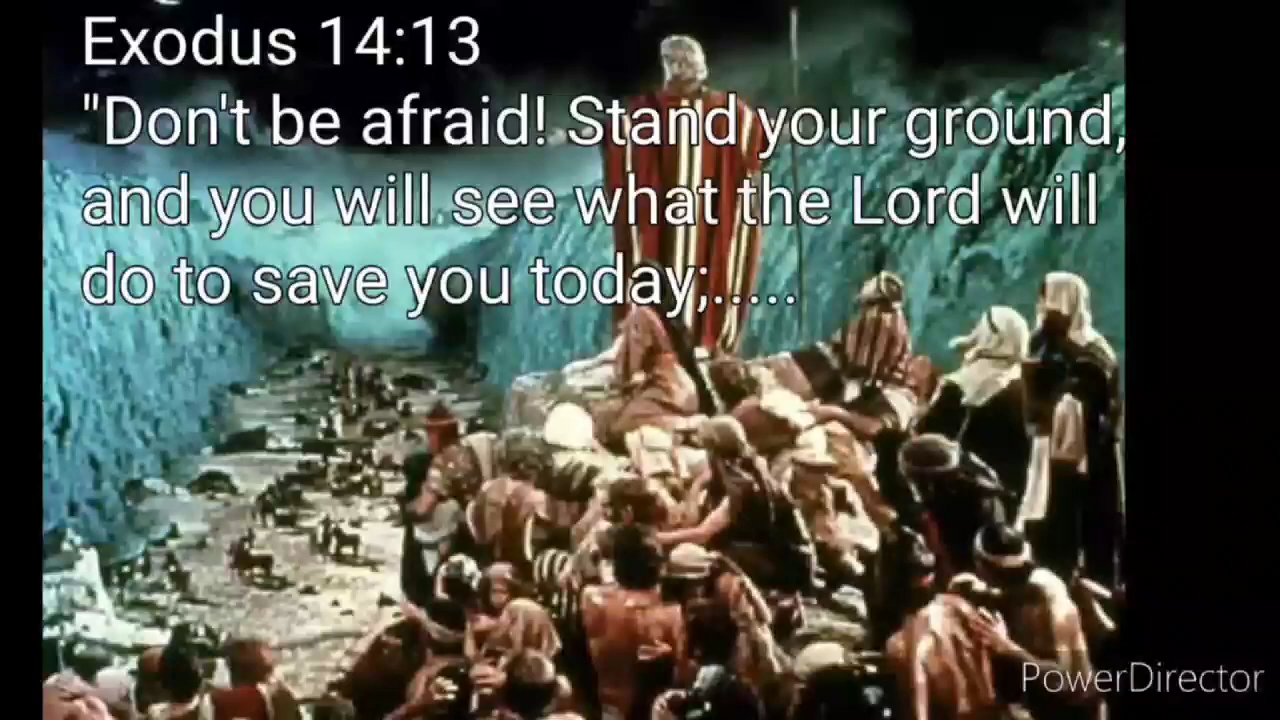 Exodus 14:13
"Don't be afraid! Stand your ground,
and you will see what the Lord will
do to save you today;.....
PowerDirector